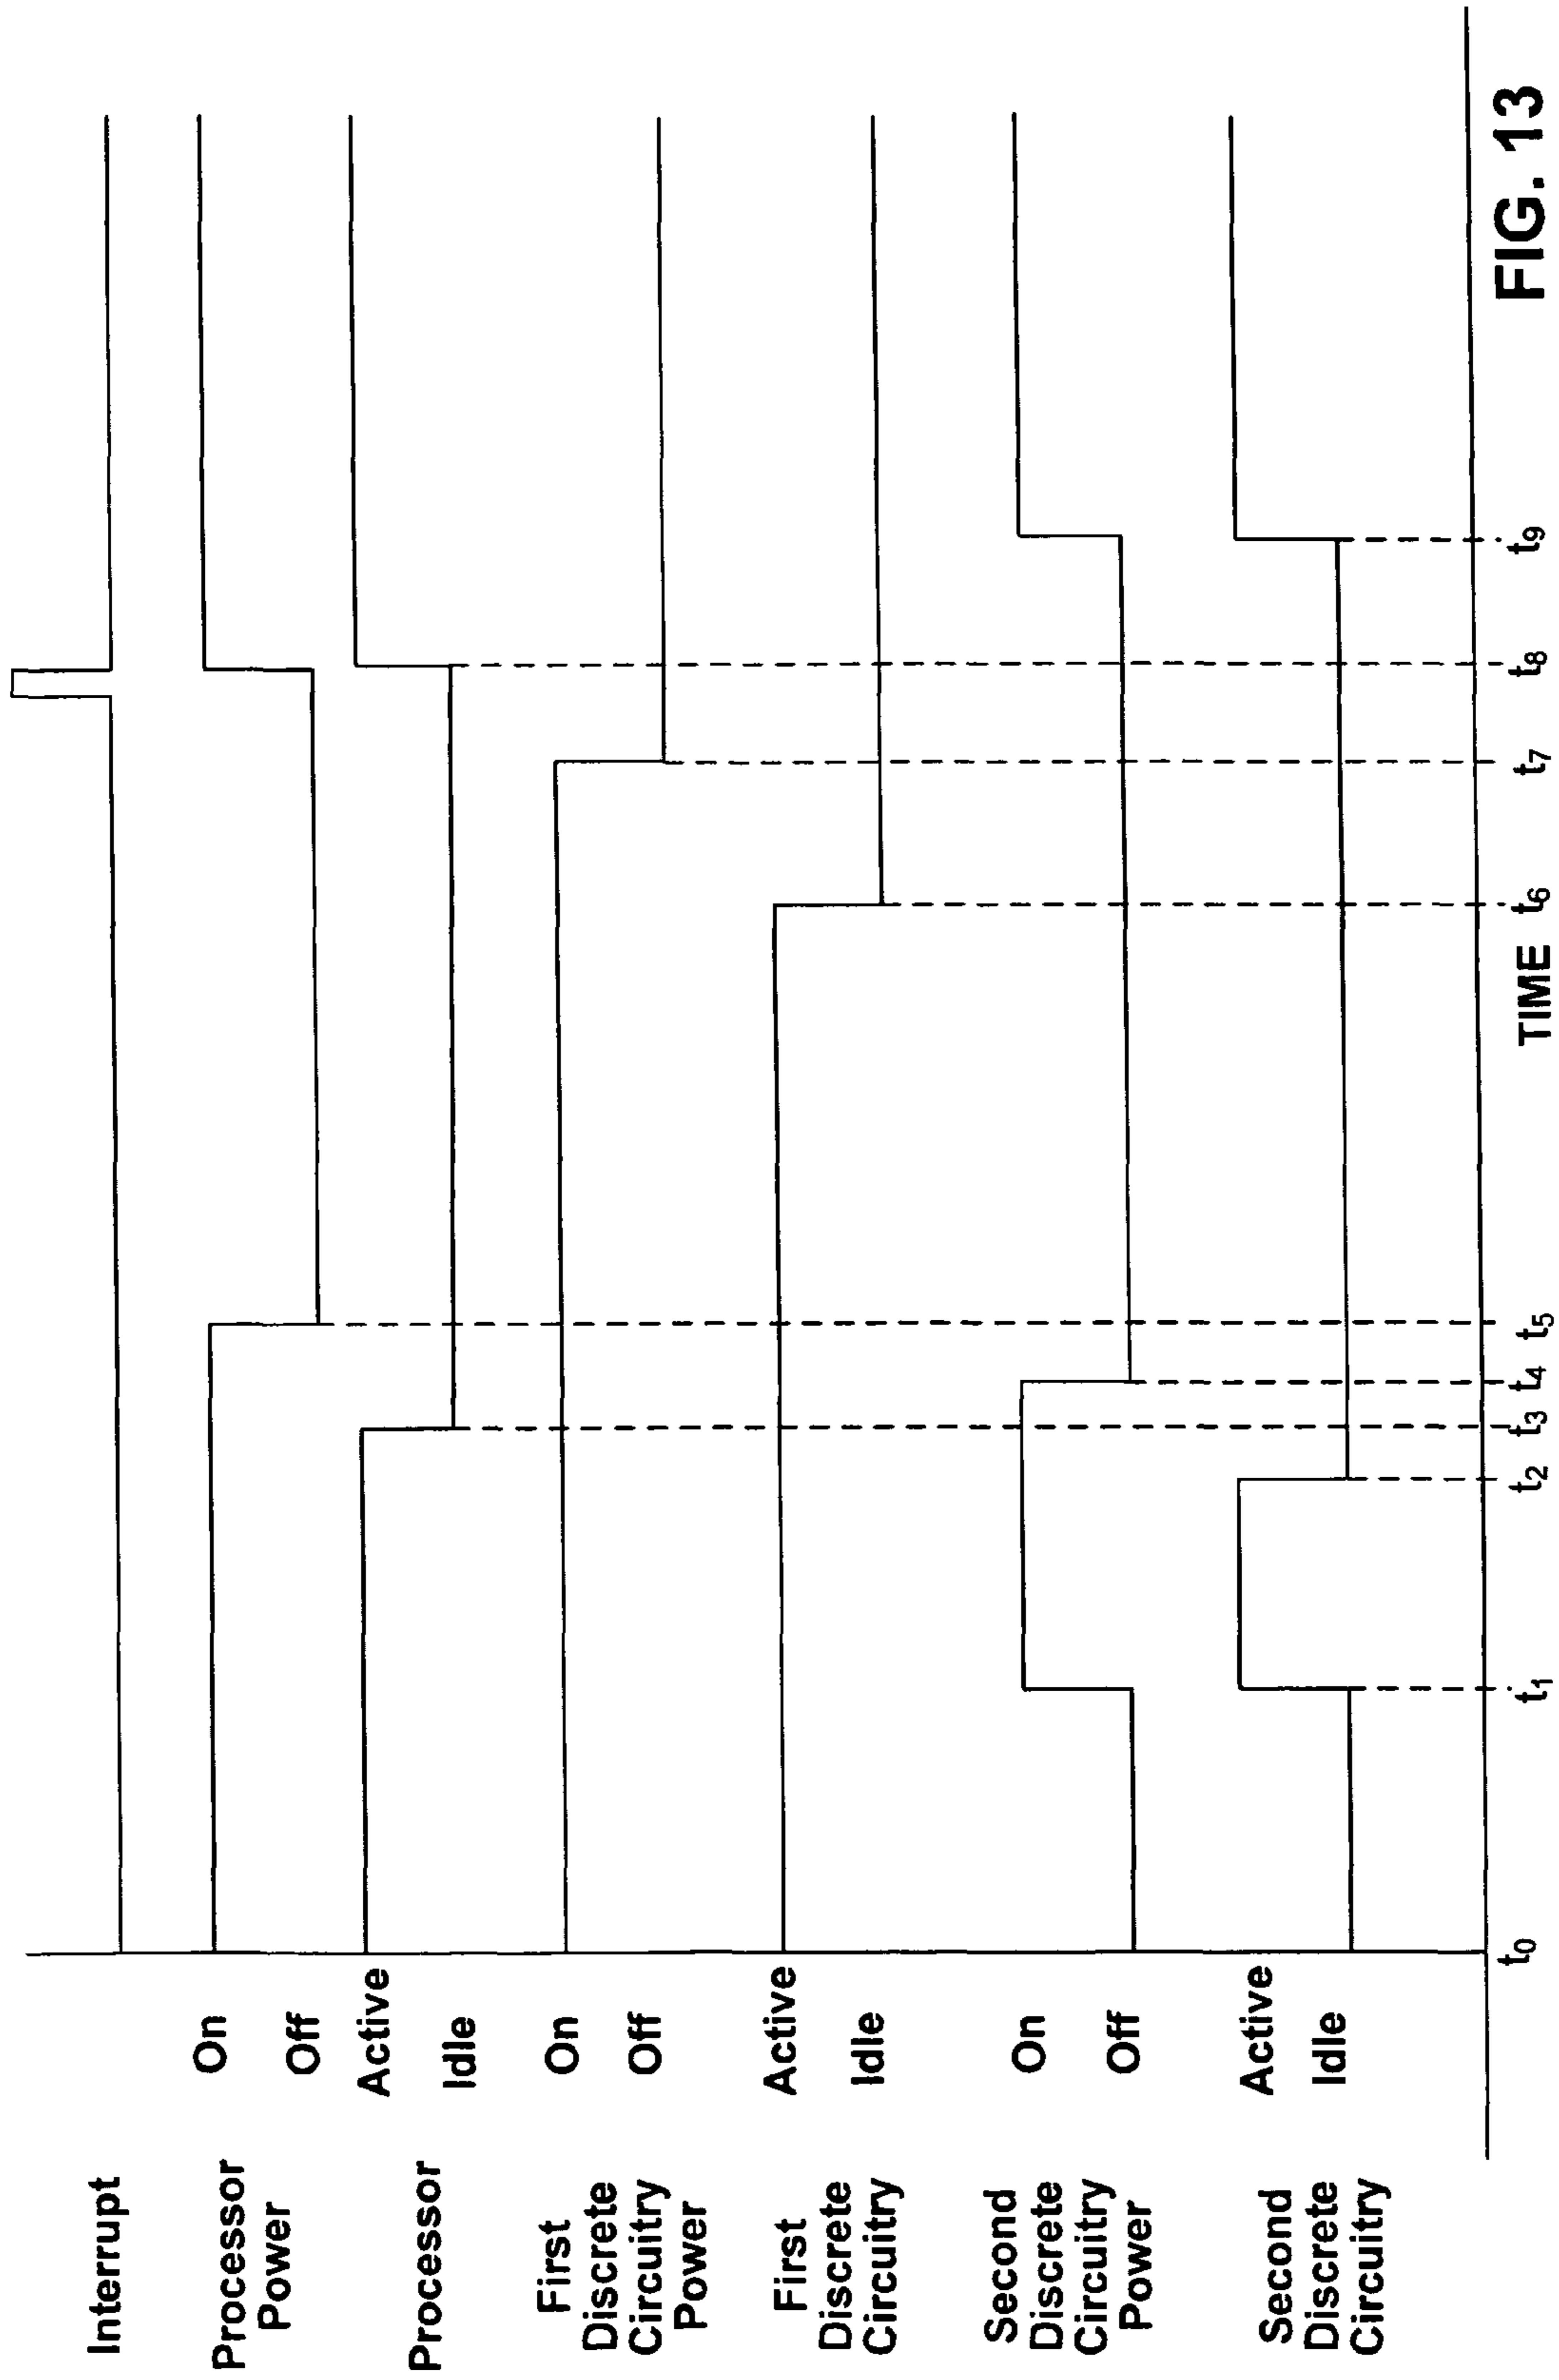 Interrupt
Processor
Power
On
Off
Processor
Active
Idle
First
Discrete
Circuitry
Power
On
Off
First
Discrete
Circuitry
Active
Idle
Second
Discrete
Circuitry
Power
On
Off
Second
Discrete
Circuitry
Active
Idle
t0 t1 t2 t3 t4 t5 t6 t7 t8 t9
TIME
FIG. 13